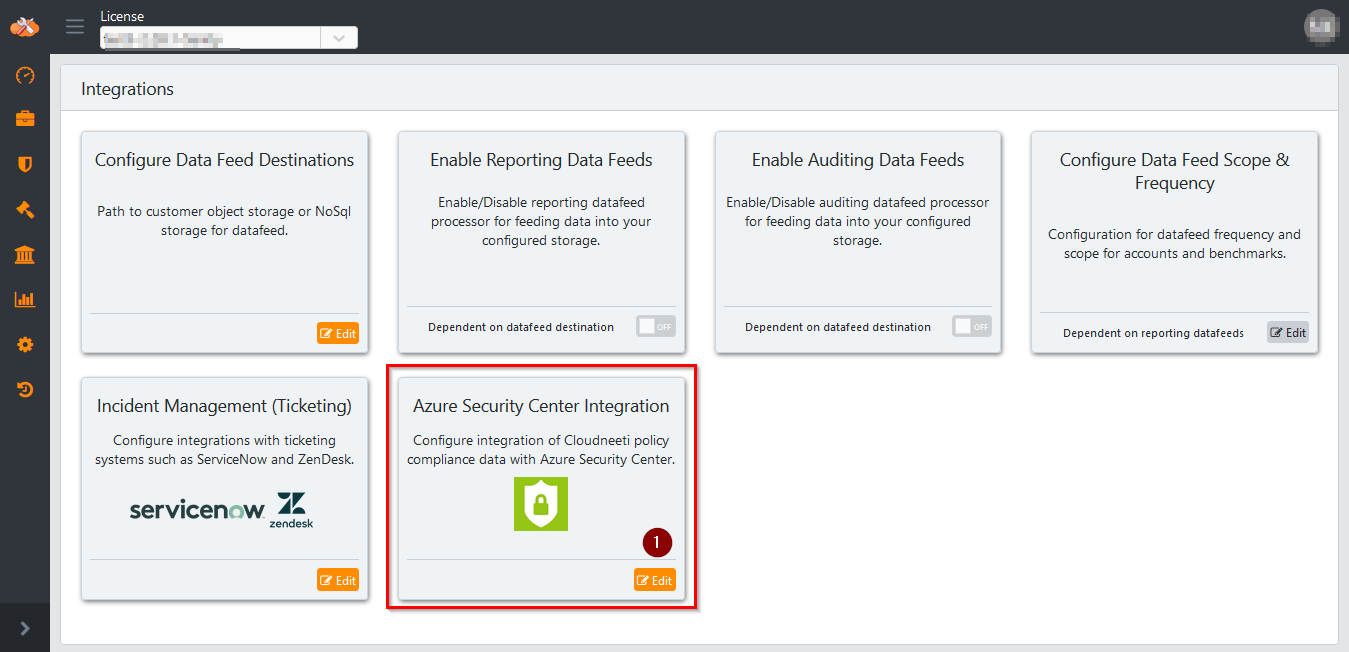 License
Integrations
Configure Data Feed Destinations
Path to customer object storage or NoSql
storage for datafeed.
Edit
Enable Reporting Data Feeds
Enable/Disable reporting datafeed
processor for feeding data into your
configured storage.
Dependent on datafeed destination
OFF
Enable Auditing Data Feeds
Enable/Disable auditing datafeed processor
for feeding data into your configured
storage.
Dependent on datafeed destination
OFF
Configure Data Feed Scope &
Frequency
Configuration for datafeed frequency and
scope for accounts and benchmarks.
Dependent on reporting datafeeds
Edit
Incident Management (Ticketing)
Configure integrations with ticketing
systems such as ServiceNow and ZenDesk.
servicenow
zendesk
Edit
Azure Security Center Integration
Configure integration of Cloudneeti policy
compliance data with Azure Security Center.
1
Edit